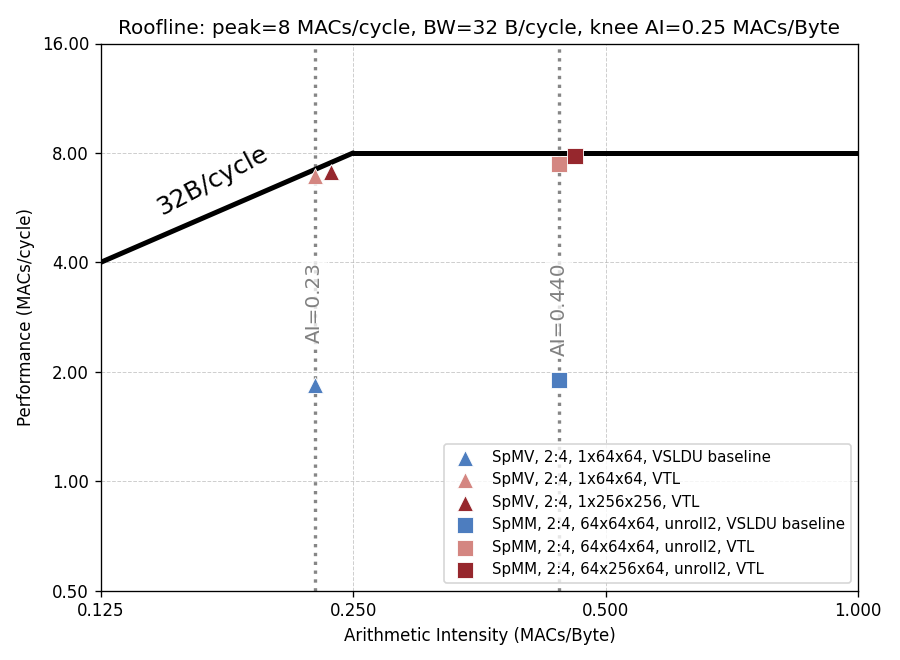 Roofline: peak=8 MACs/cycle, BW=32 B/cycle, knee AI=0.25 MACs/Byte
16.00
8.00
4.00
2.00
1.00
0.50
Performance (MACs/cycle)
32B/cycle
AI=0.23
AI=0.440
SpMV, 2:4, 1x64x64, VSLDU baseline
SpMV, 2:4, 1x64x64, VTL
SpMV, 2:4, 1x256x256, VTL
SpMM, 2:4, 64x64x64, unroll2, VSLDU baseline
SpMM, 2:4, 64x64x64, unroll2, VTL
SpMM, 2:4, 64x256x64, unroll2, VTL
0.125
0.250
0.500
1.000
Arithmetic Intensity (MACs/Byte)